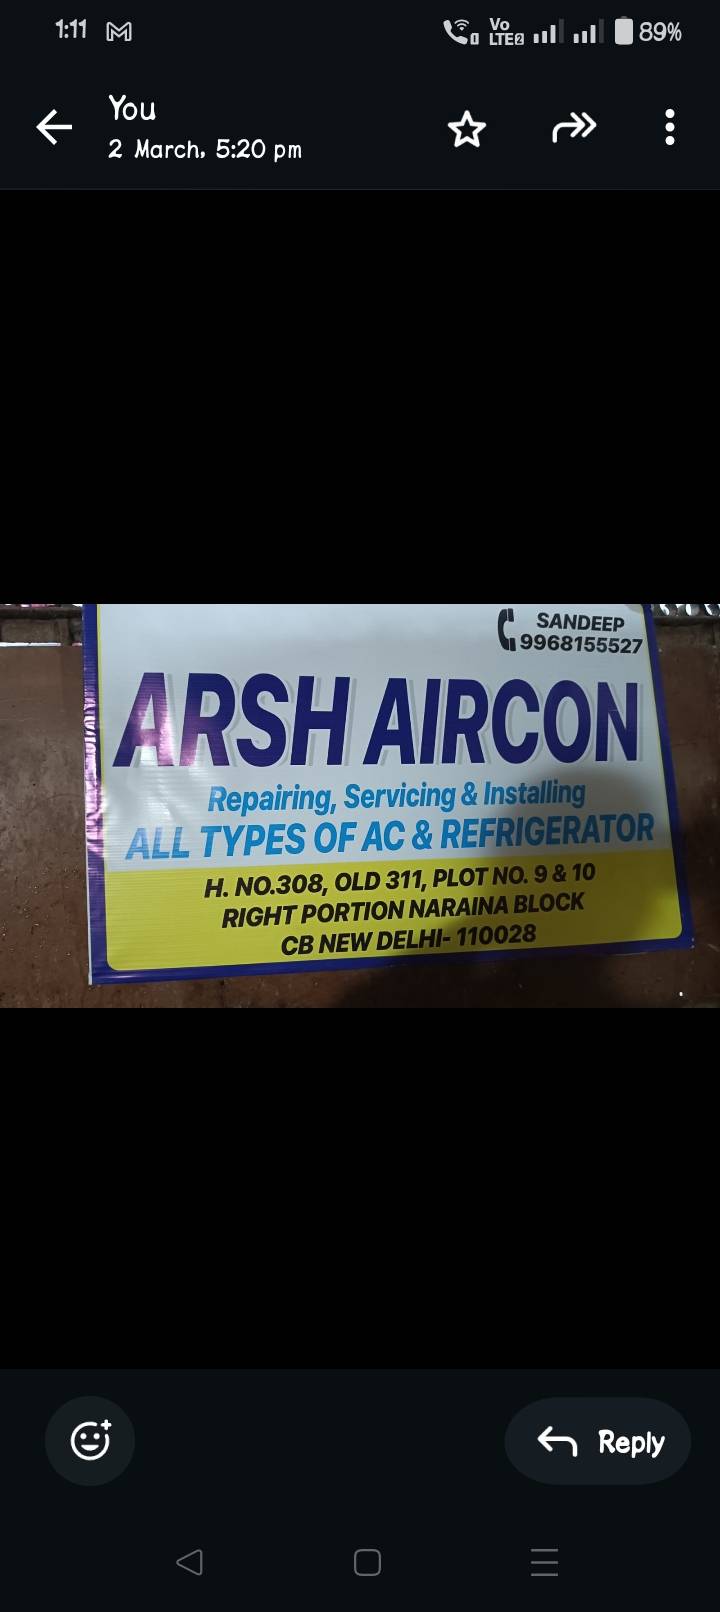 1:11
Vo
LTE2
89%
You
2 March, 5:20 pm
SANDEEP
9968155527
ARSH AIRCON
Repairing, Servicing & Installing
ALL TYPES OF AC & REFRIGERATOR
H. NO.308, OLD 311, PLOT NO. 9 & 10
RIGHT PORTION NARAINA BLOCK
CB NEW DELHI- 110028
Reply